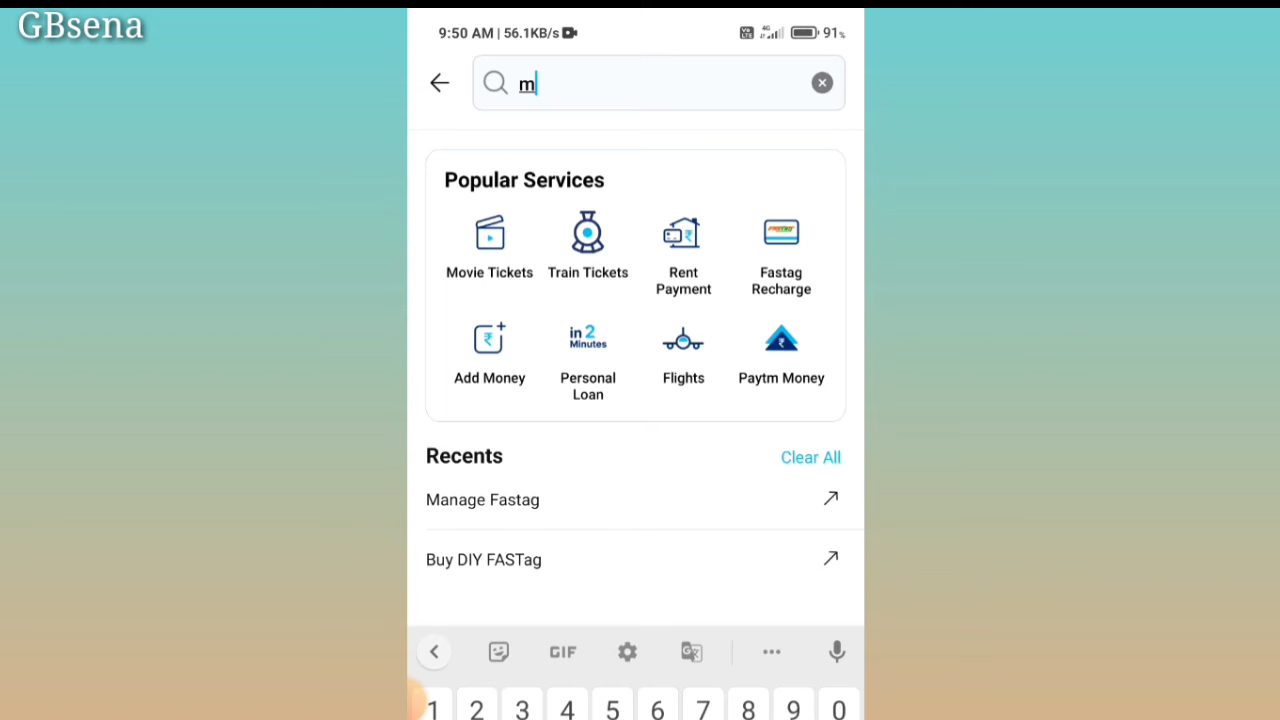 GBsena
9:50 AM | 56.1KB/s 4G 91%
m
Popular Services
Movie Tickets Train Tickets Rent Payment Fastag Recharge
in 2 Minutes
Add Money Personal Loan Flights Paytm Money
Recents Clear All
Manage Fastag
Buy DIY FASTag
GIF
1 2 3 4 5 6 7 8 9 0